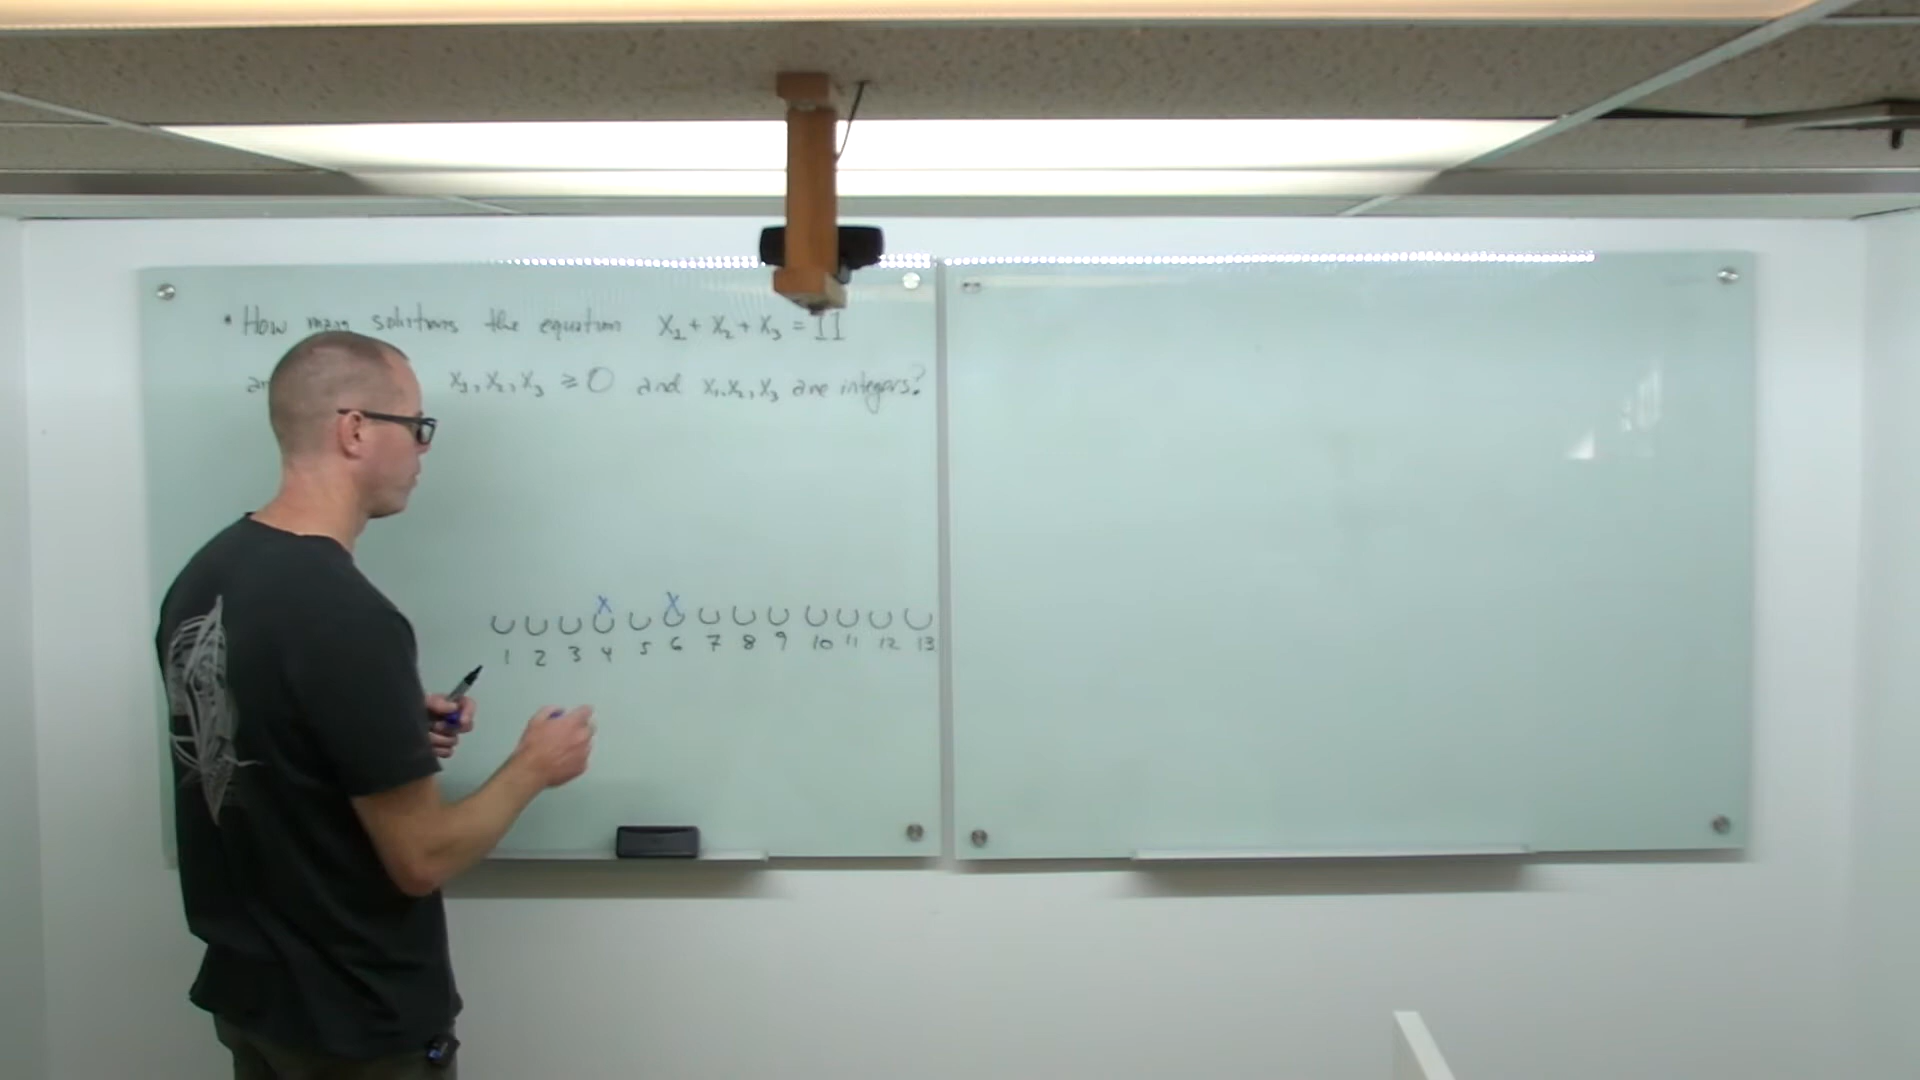 • How many solutions the equation X₁ + X₂ + X₃ = 11
X₁, X₂, X₃ ≥ 0 and X₁, X₂, X₃ are integers?
X X
1 2 3 4 5 6 7 8 9 10 11 12 13